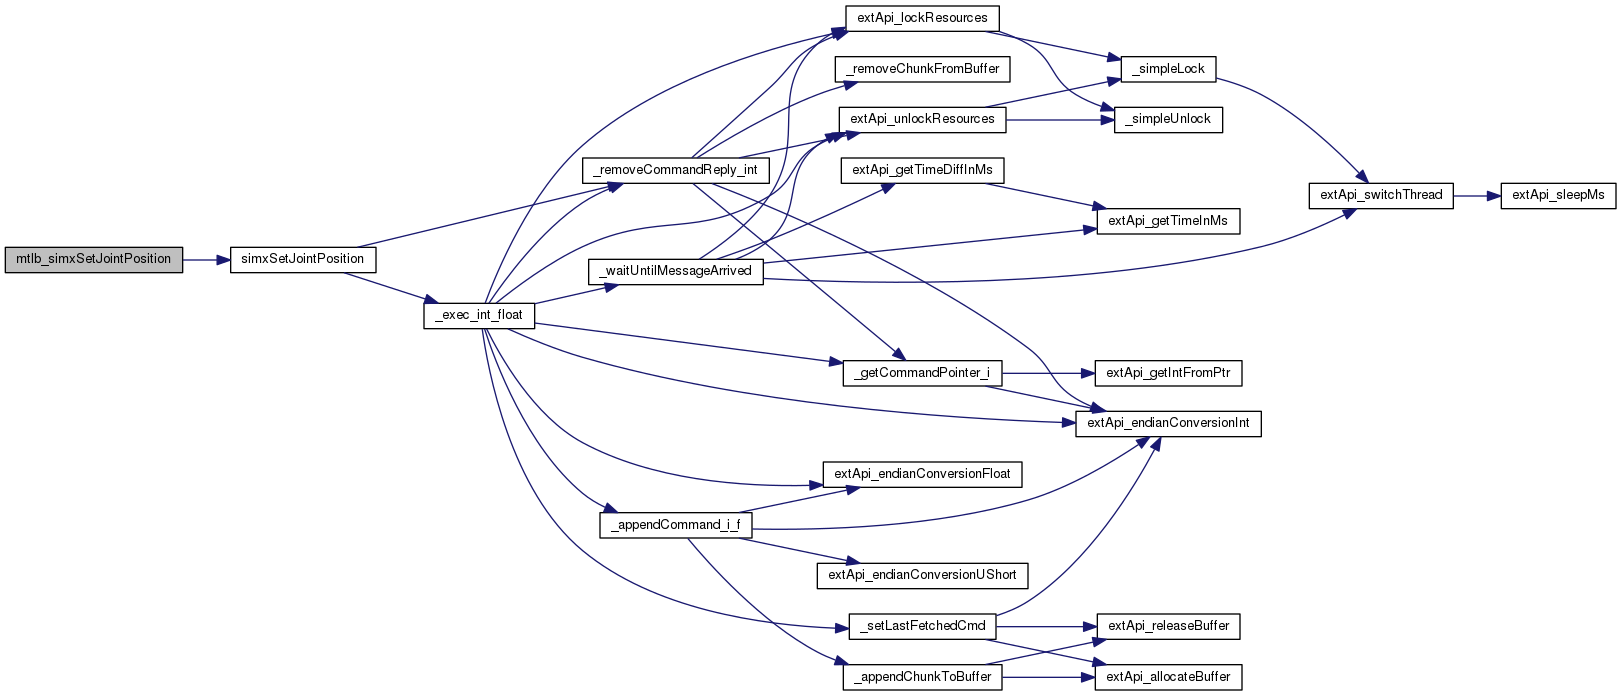 extApi_lockResources
_removeChunkFromBuffer
_simpleLock
extApi_unlockResources
_simpleUnlock
_removeCommandReply_int
extApi_getTimeDiffInMs
extApi_switchThread
extApi_sleepMs
extApi_getTimeInMs
mtlb_simxSetJointPosition
simxSetJointPosition
_waitUntilMessageArrived
_exec_int_float
_getCommandPointer_i
extApi_getIntFromPtr
extApi_endianConversionInt
extApi_endianConversionFloat
_appendCommand_i_f
extApi_endianConversionUShort
_setLastFetchedCmd
extApi_releaseBuffer
_appendChunkToBuffer
extApi_allocateBuffer